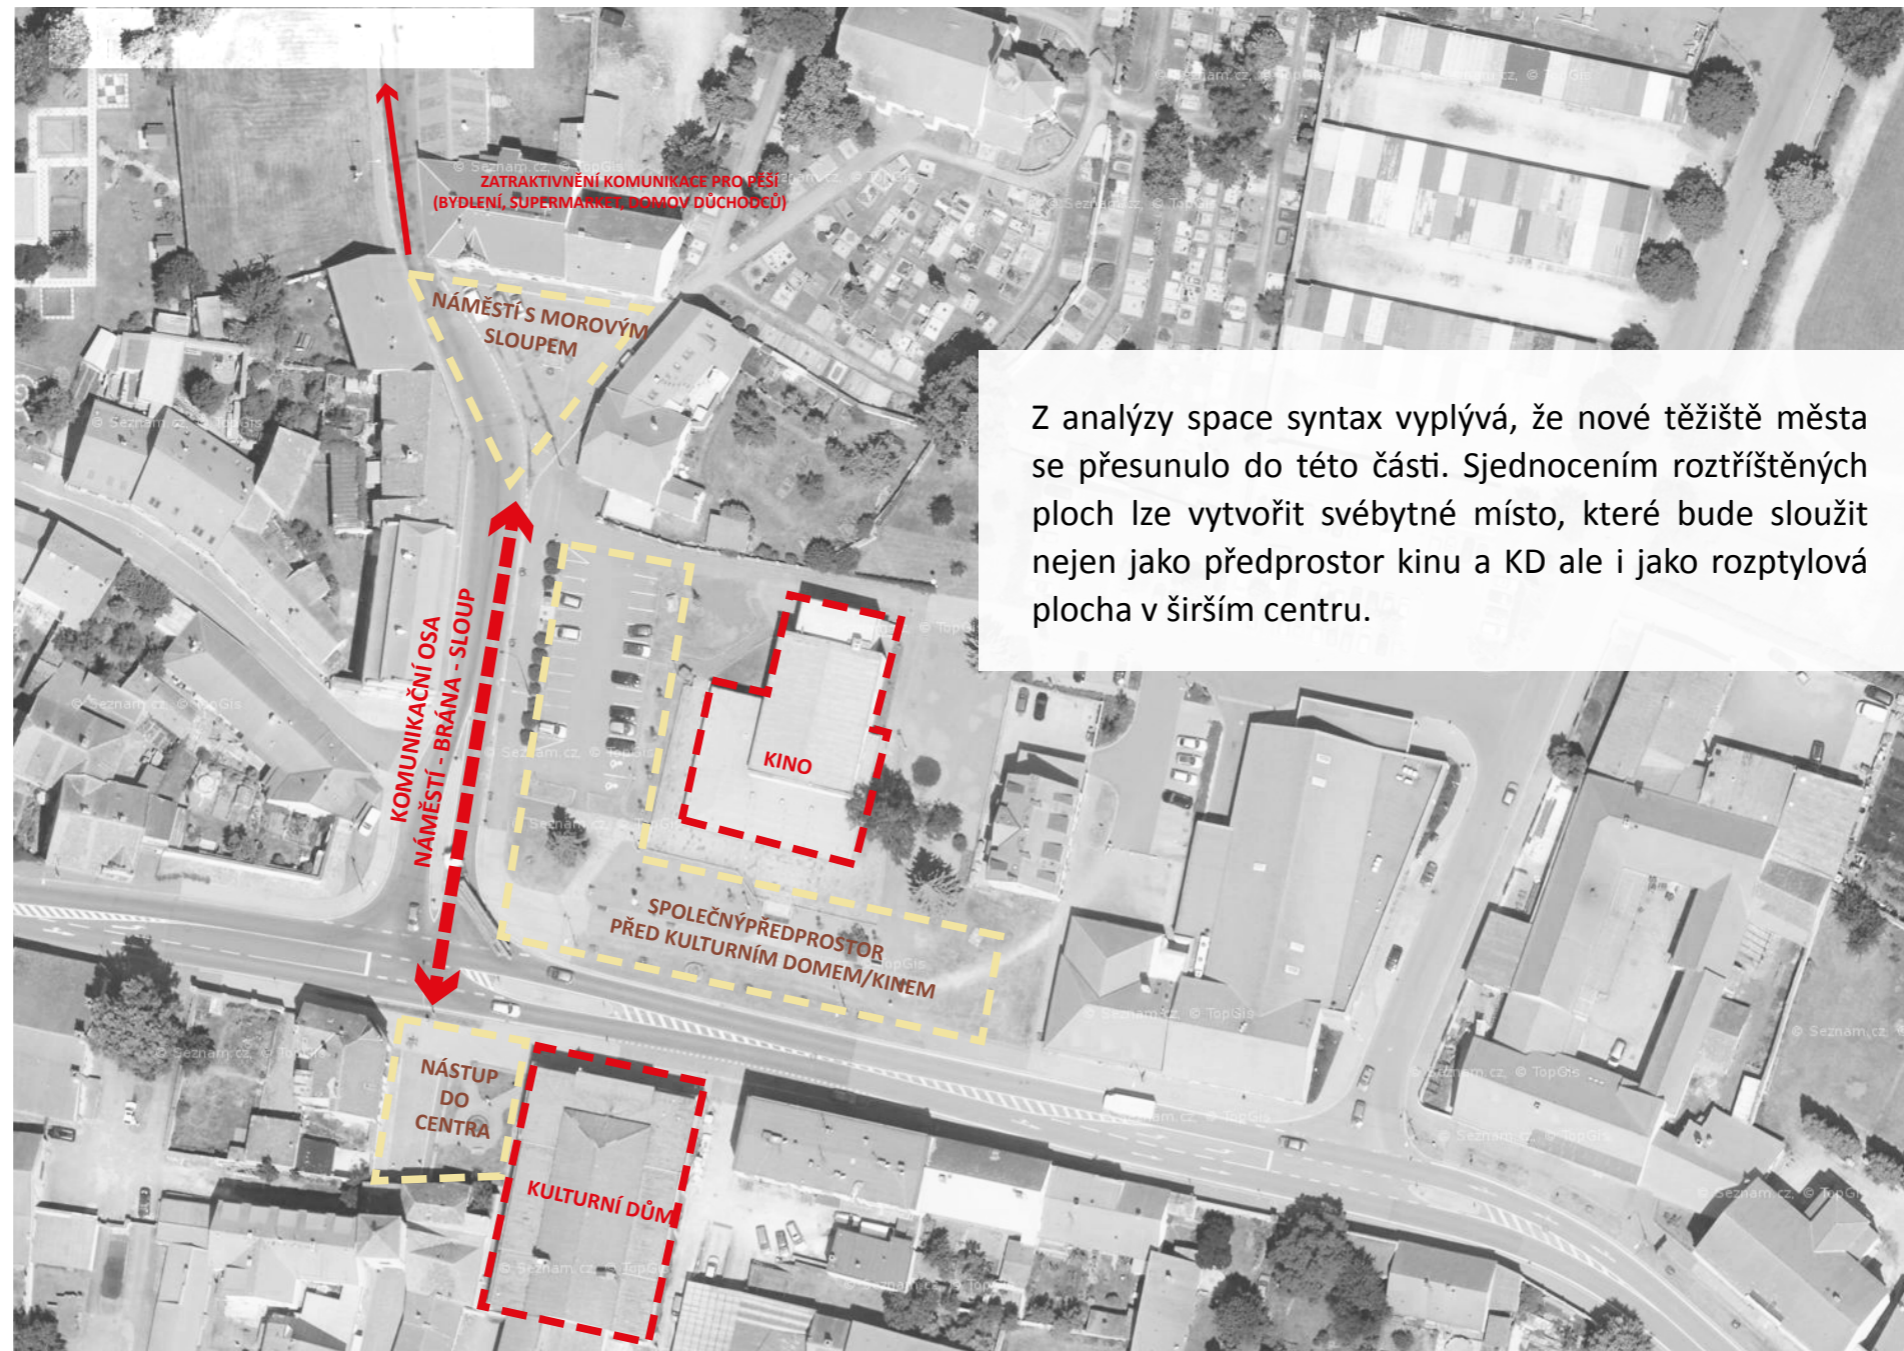 ZATRAKTIVNĚNÍ KOMUNIKACE PRO PĚŠÍ
(BYDLENÍ, SUPERMARKET, DOMOV DŮCHODCŮ)
NÁMĚSTÍ S MOROVÝM
SLOUPEM
Z analýzy space syntax vyplývá, že nové těžiště města
se přesunulo do této části. Sjednocením roztříštěných
ploch lze vytvořit svébytné místo, které bude sloužit
nejen jako předprostor kinu a KD ale i jako rozptylová
plocha v širším centru.
KOMUNIKAČNÍ OSA
NÁMĚSTÍ - BRÁNA - SLOUP
KINO
SPOLEČNÝPŘEDPROSTOR
PŘED KULTURNÍM DOMEM/KINEM
NÁSTUP
DO
CENTRA
KULTURNÍ DŮM
© Seznam.cz, © TopGis